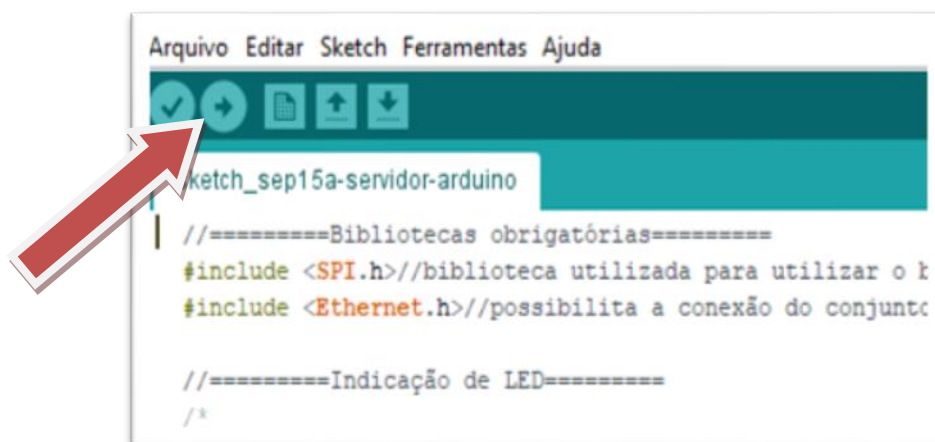 Arquivo Editar Sketch Ferramentas Ajuda
ketch_sep15a-servidor-arduino
//=========Bibliotecas obrigatórias=========
#include <SPI.h>//biblioteca utilizada para utilizar o
#include <Ethernet.h>//possibilita a conexão do conjunto
//=========Indicação de LED=========
/*